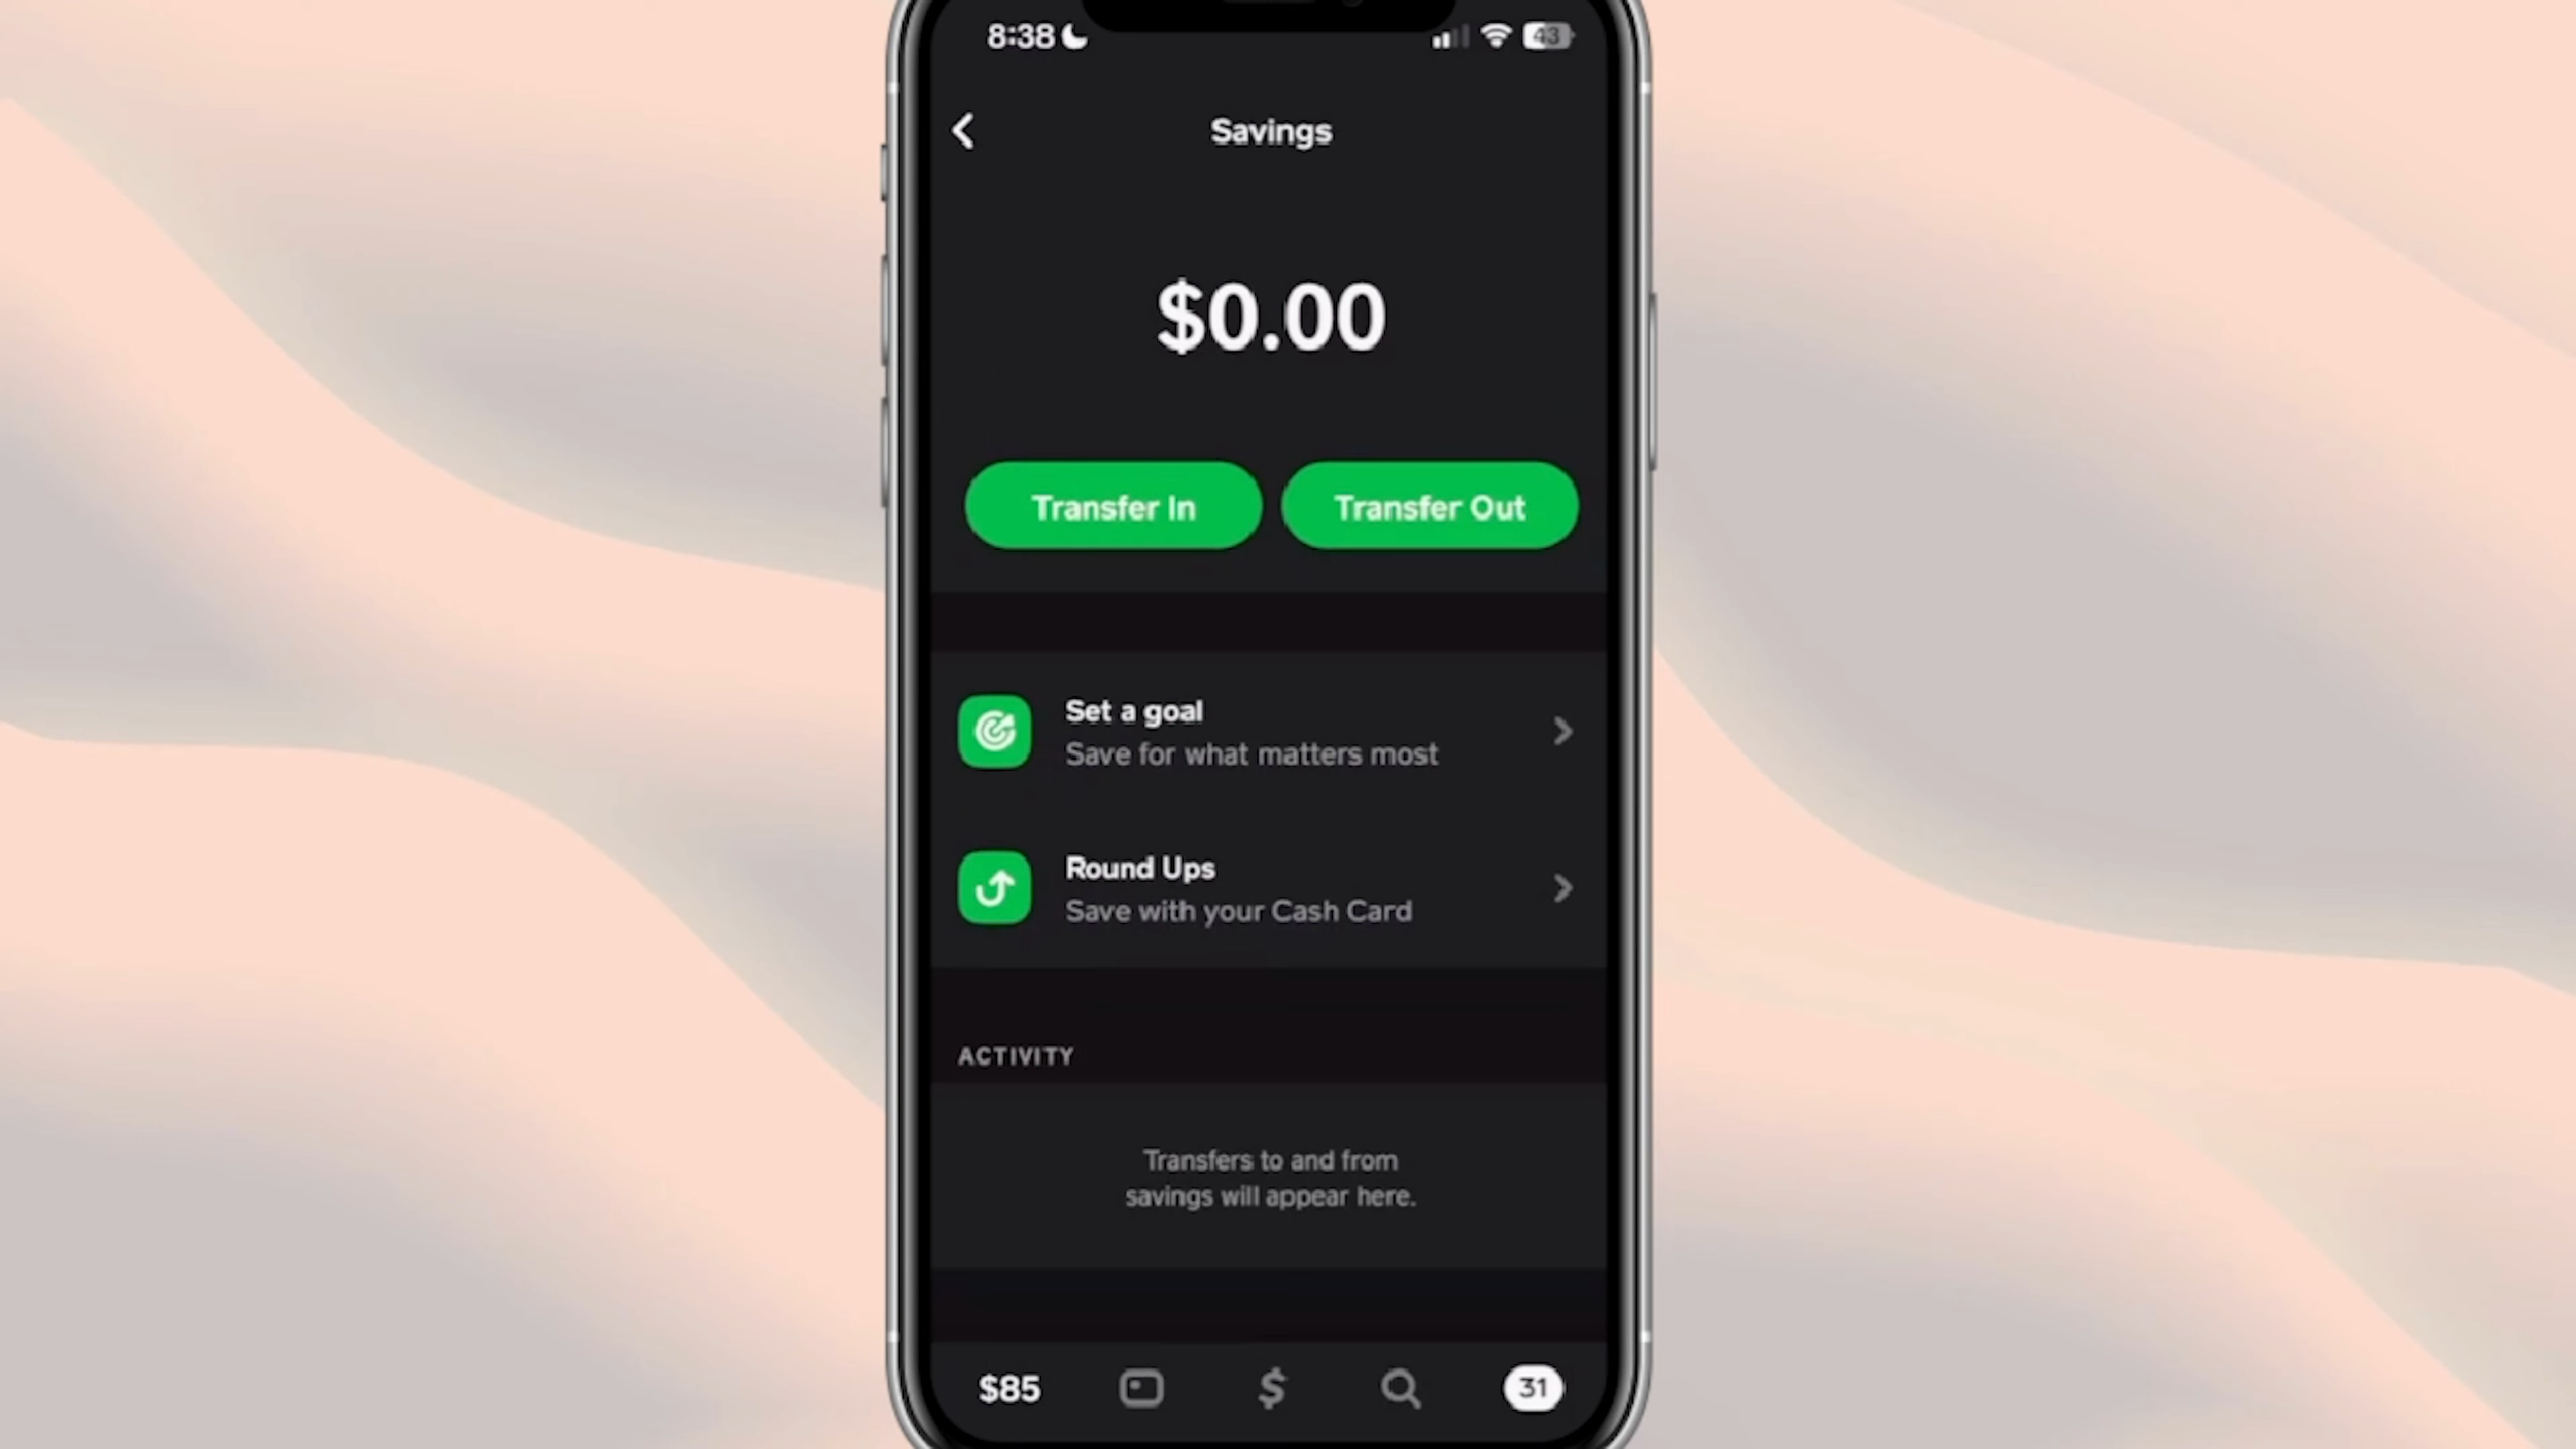 8:38
43
Savings
$0.00
Transfer In
Transfer Out
Set a goal
Save for what matters most
Round Ups
Save with your Cash Card
ACTIVITY
Transfers to and from
savings will appear here.
$85
$
31